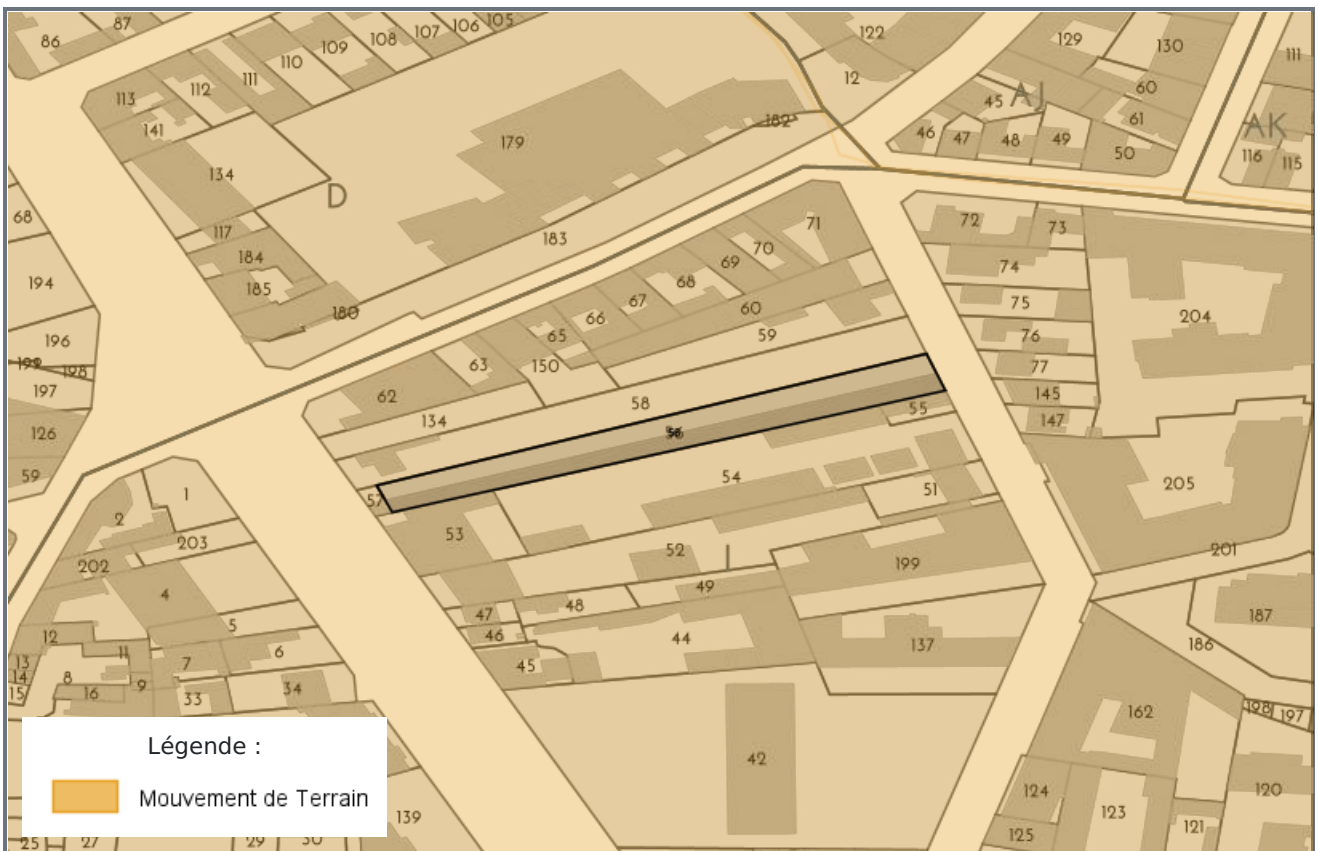 86 87 109 108 107 106 105
110 111 112 113 141
134 D 117 184 185 180
179 182 183
122 12
129 130 45 AJ 60 61
46 47 48 49 50
111 AK 116 115
68 194 196 199 198 197 126 59
71 70 69 68 67 66 65 60 59
63 150 62 134 58
72 73 74 75 76 77 145 147
204
56 55 57
54 51 53 52
205 201
1 2 203 202 4 5
199 49 48 47 46 44 45
137
187 186
12 11 13 14 15 8 16 9 7 6 33 34
162 198 197
42
124 125 123 121 120
Légende :
Mouvement de Terrain
139
25 27 29 30